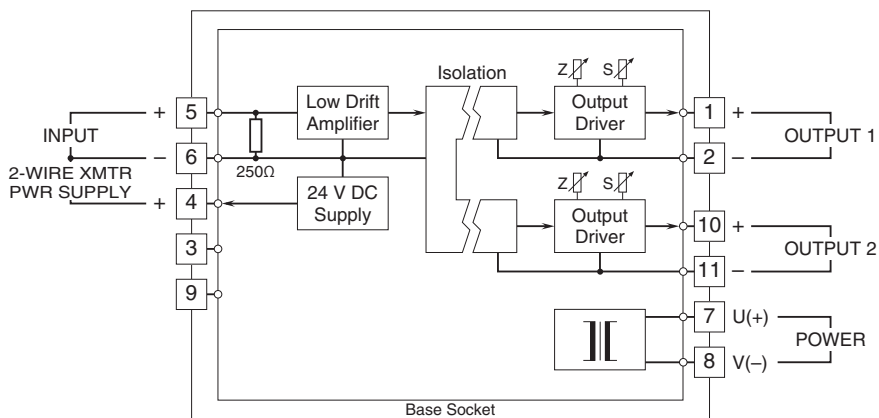 Isolation
Z
S
Low Drift
Amplifier
Output
Driver
+
5
1
+
INPUT
OUTPUT 1
–
6
2
–
250Ω
2-WIRE XMTR
PWR SUPPLY
+
4
24 V DC
Supply
Z
S
Output
Driver
10
+
3
OUTPUT 2
11
–
9
7
U(+)
POWER
8
V(–)
Base Socket